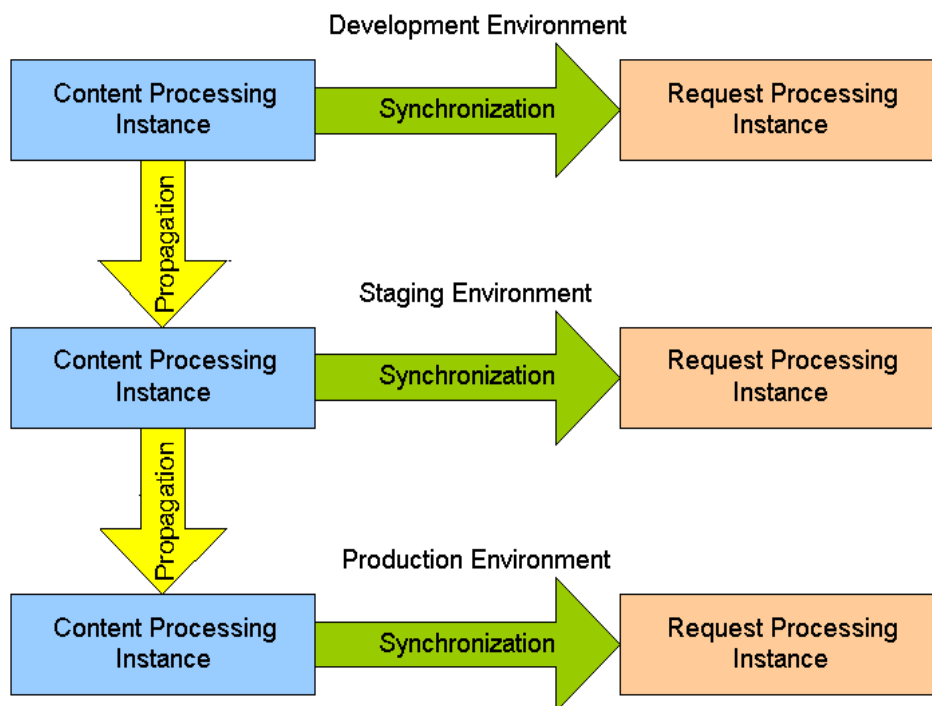 Development Environment
Content Processing
Instance
Synchronization
Request Processing
Instance
Propagation
Staging Environment
Content Processing
Instance
Synchronization
Request Processing
Instance
Propagation
Production Environment
Content Processing
Instance
Synchronization
Request Processing
Instance